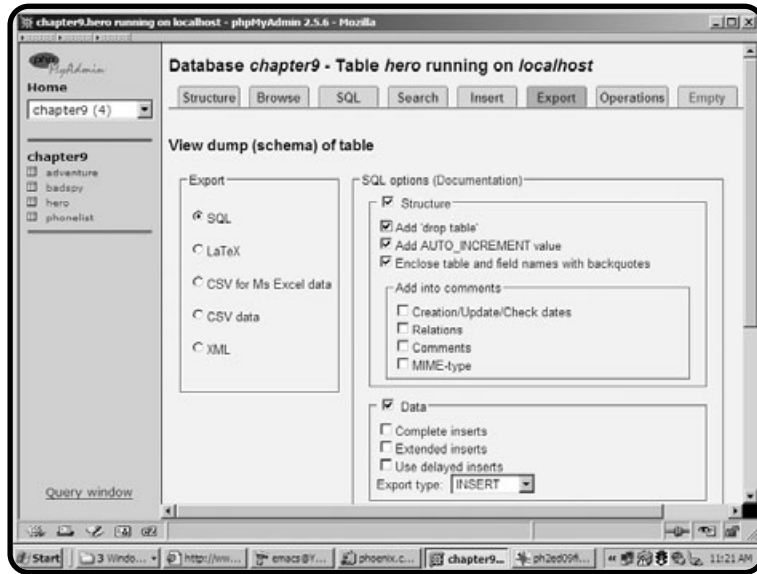 chapter9.hero running on localhost - phpMyAdmin 2.5.6 - Mozilla
php
MyAdmin
Home
chapter9 (4)
chapter9
adventure
badspy
hero
phonelist
Query window
Database chapter9 - Table hero running on localhost
Structure Browse SQL Search Insert Export Operations Empty
View dump (schema) of table
Export
SQL
LaTeX
CSV for Ms Excel data
CSV data
XML
SQL options (Documentation)
Structure
Add 'drop table'
Add AUTO_INCREMENT value
Enclose table and field names with backquotes
Add into comments
Creation/Update/Check dates
Relations
Comments
MIME-type
Data
Complete inserts
Extended inserts
Use delayed inserts
Export type: INSERT
Start 3 Windo... http://ww... emacs@Y... phoenix.c... chapter9... ph2ed09fi... 11:21 AM